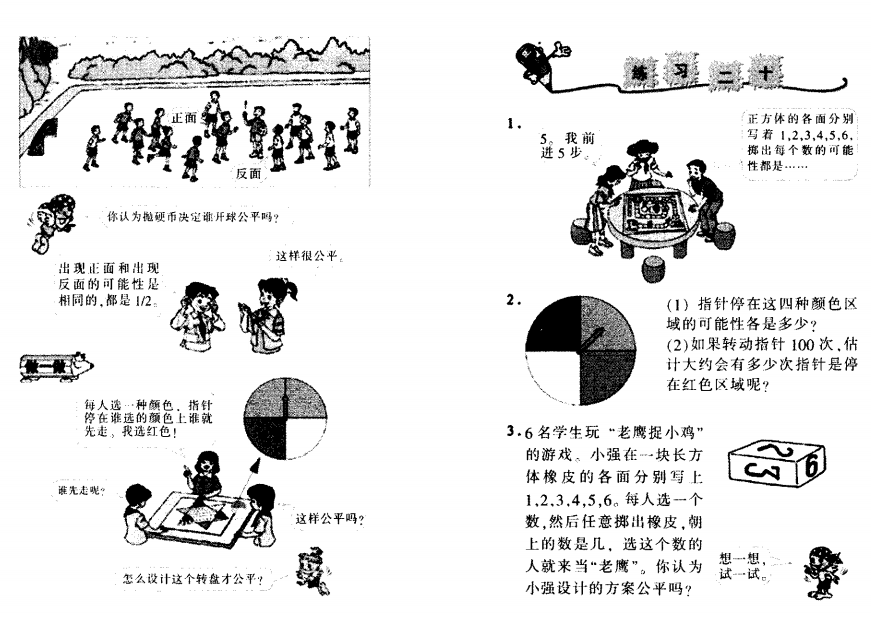 正面
反面
你认为抛硬币决定谁开球公平吗?
这样很公平。
出现正面和出现
反面的可能性是
相同的,都是 1/2。
做一做
每人选一种颜色,指针
停在谁选的颜色上谁就
先走。我选红色!
谁先走呢?
这样公平吗?
怎么设计这个转盘才公平?
练习二十
1.
5。我前
进 5 步。
正方体的各面分别
写着 1,2,3,4,5,6,
掷出每个数的可能
性都是……
2.
(1) 指针停在这四种颜色区
域的可能性各是多少?
(2)如果转动指针 100 次,估
计大约会有多少次指针是停
在红色区域呢?
3. 6 名学生玩 “老鹰捉小鸡”
的游戏。小强在一块长方
体橡皮的各面分别写上
1,2,3,4,5,6。每人选一个
数,然后任意掷出橡皮,朝
上的数是几, 选这个数的
人就来当“老鹰”。你认为
小强设计的方案公平吗?
2
3
6
想一想,
试一试。